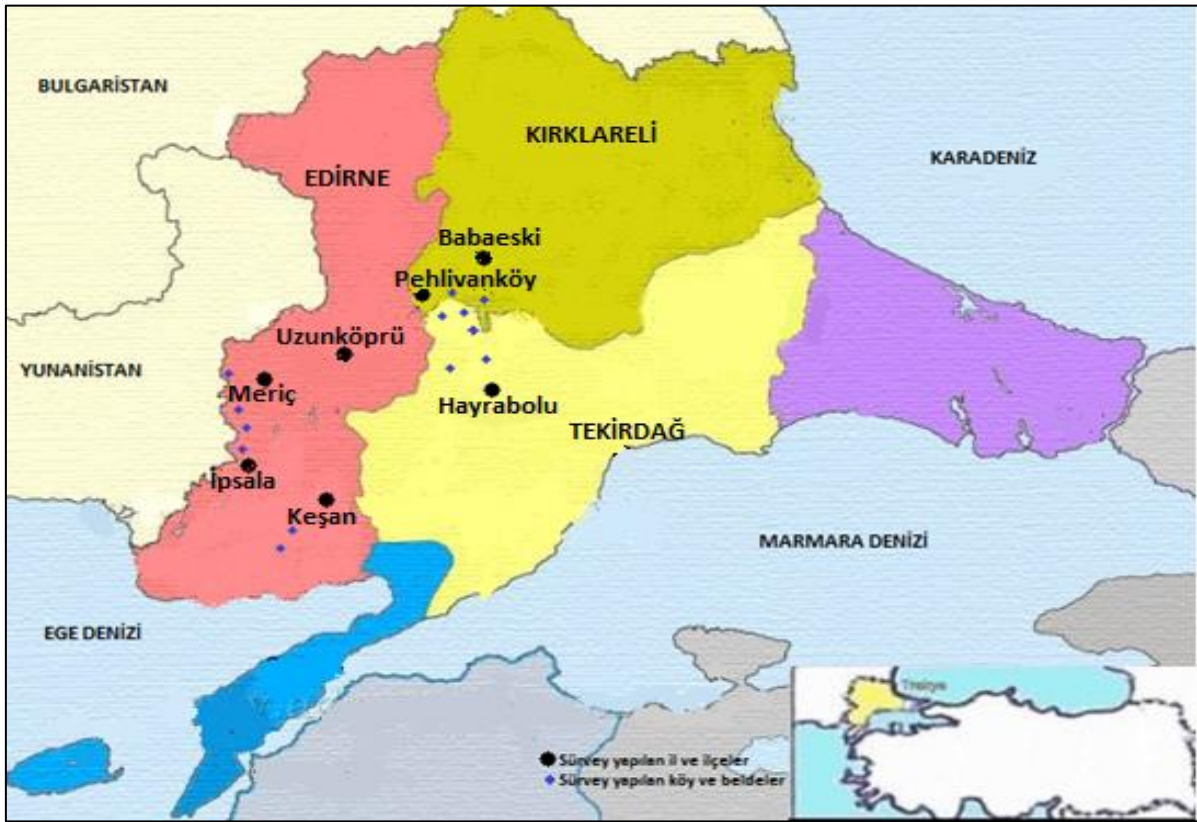 BULGARİSTAN
KIRKLARELİ
KARADENİZ
EDİRNE
Babaeski
Pehlivanköy
Uzunköprü
YUNANİSTAN
Meriç
Hayrabolu
TEKİRDAĞ
İpsala
Keşan
MARMARA DENİZİ
EGE DENİZİ
Trakya
Sürvey yapılan il ve ilçeler
Sürvey yapılan köy ve beldeler